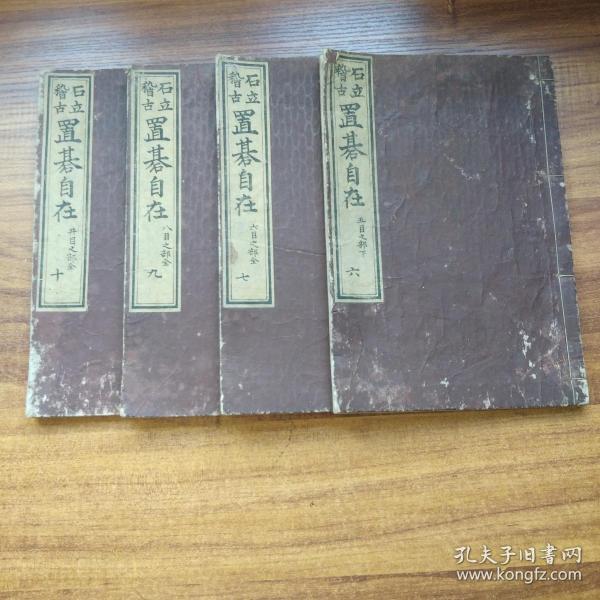 石立
稽古
置碁自在
井目之部全
十
石立
稽古
置碁自在
八目之部全
九
石立
稽古
置碁自在
六目之部全
七
石立
稽古
置碁自在
五目之部下
六
孔夫子旧书网
www.kongfz.com